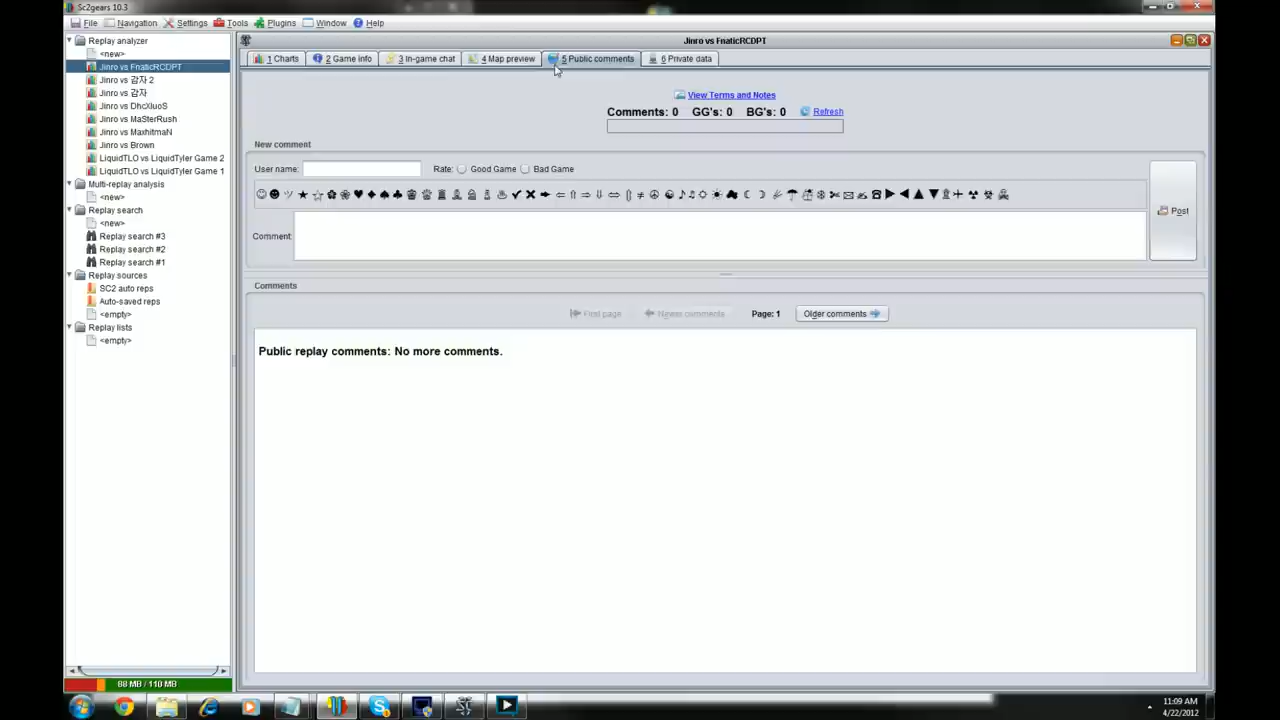 Sc2gears 10.3
File Navigation Settings Tools Plugins Window Help
Replay analyzer
<new>
Jinro vs FnaticRCDPT
Jinro vs 감자 2
Jinro vs 감자
Jinro vs DhcXluoS
Jinro vs MaSterRush
Jinro vs MaxhitmaN
Jinro vs Brown
LiquidTLO vs LiquidTyler Game 2
LiquidTLO vs LiquidTyler Game 1
Multi-replay analysis
<new>
Replay search
<new>
Replay search #3
Replay search #2
Replay search #1
Replay sources
SC2 auto reps
Auto-saved reps
<empty>
Replay lists
<empty>
88 MB / 110 MB
Jinro vs FnaticRCDPT
1 Charts 2 Game info 3 In-game chat 4 Map preview 5 Public comments 6 Private data
View Terms and Notes
Comments: 0 GG's: 0 BG's: 0 Refresh
New comment
User name: Rate: Good Game Bad Game
Comment:
Post
Comments
First page Newer comments Page: 1 Older comments
Public replay comments: No more comments.
11:09 AM
4/22/2012